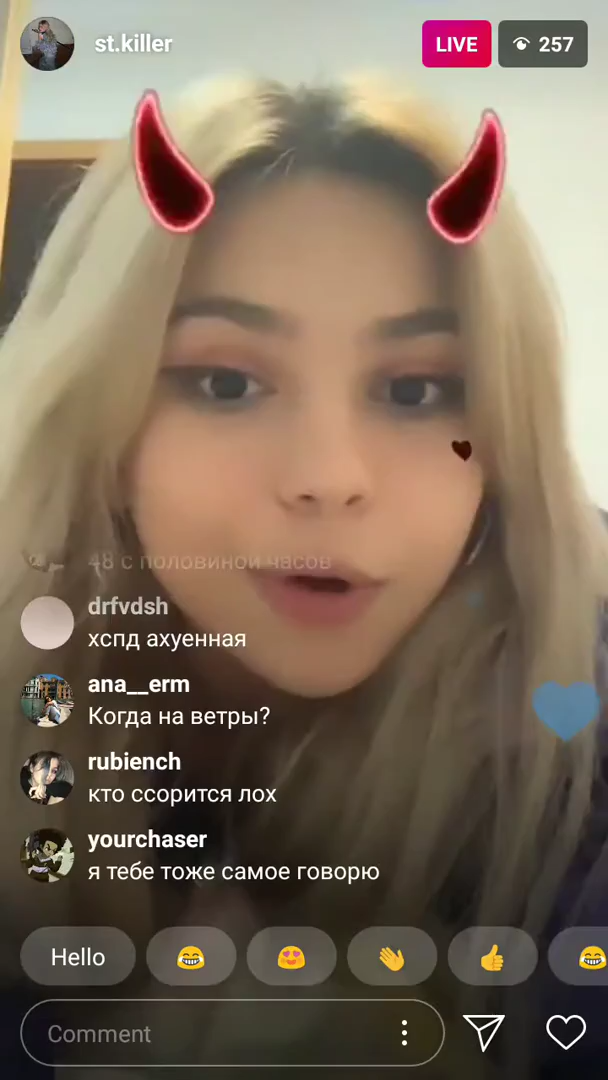 st.killer
LIVE
257
48 с половиной часов
drfvdsh
хспд ахуенная
ana__erm
Когда на ветры?
rubiench
кто ссорится лох
yourchaser
я тебе тоже самое говорю
Hello
Comment